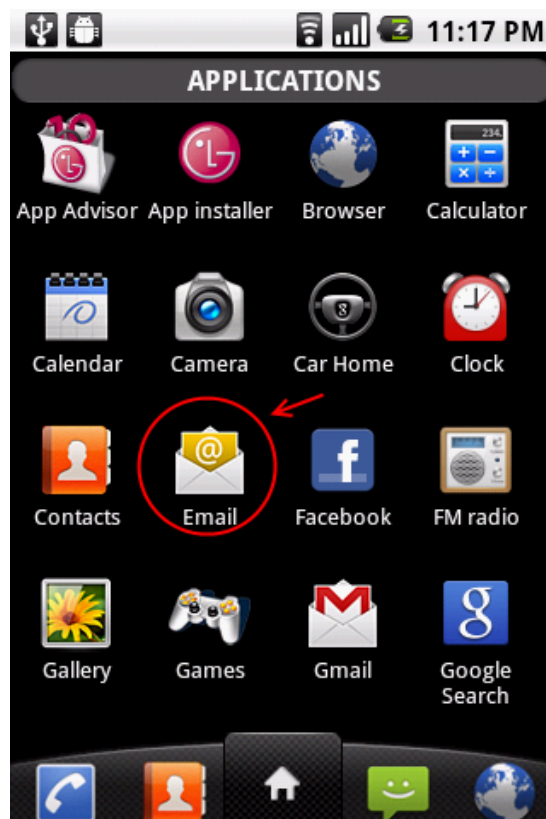 11:17 PM
APPLICATIONS
234.
App Advisor App installer Browser Calculator
Calendar Camera Car Home Clock
Contacts Email Facebook FM radio
Gallery Games Gmail Google
Search